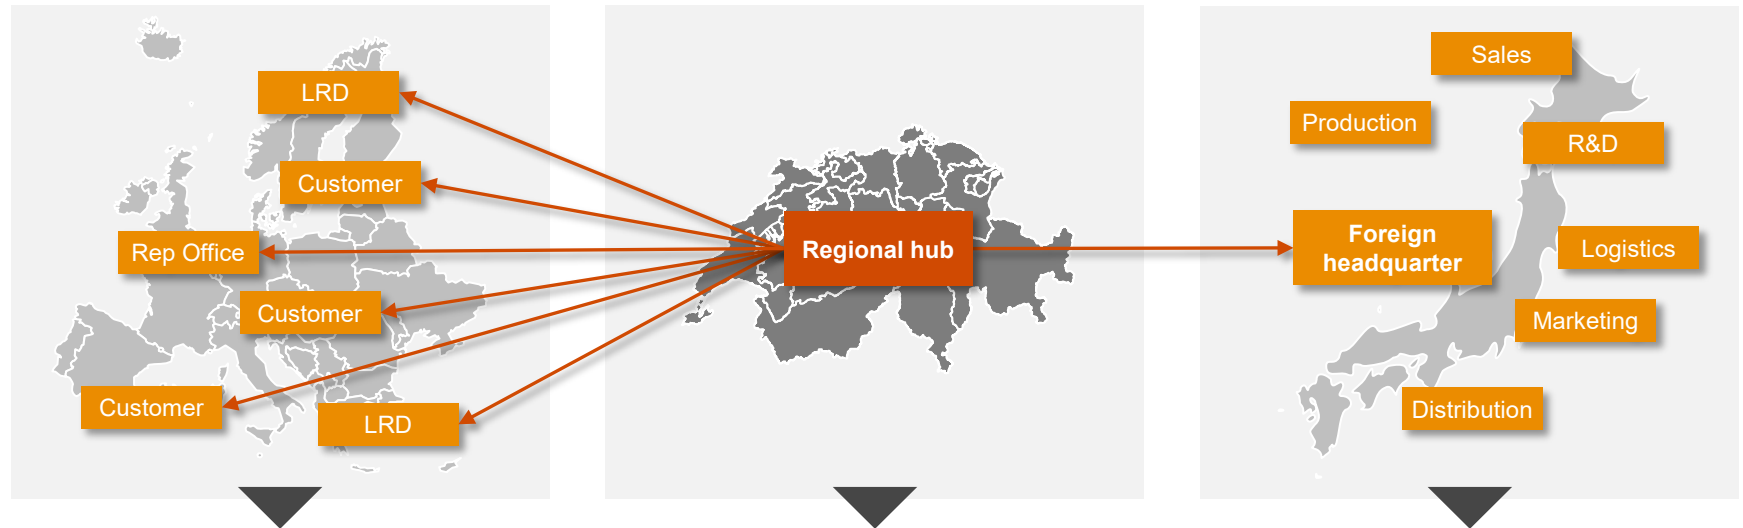 LRD
Customer
Rep Office
Customer
Customer
LRD
Regional hub
Sales
Production
R&D
Foreign
headquarter
Logistics
Marketing
Distribution